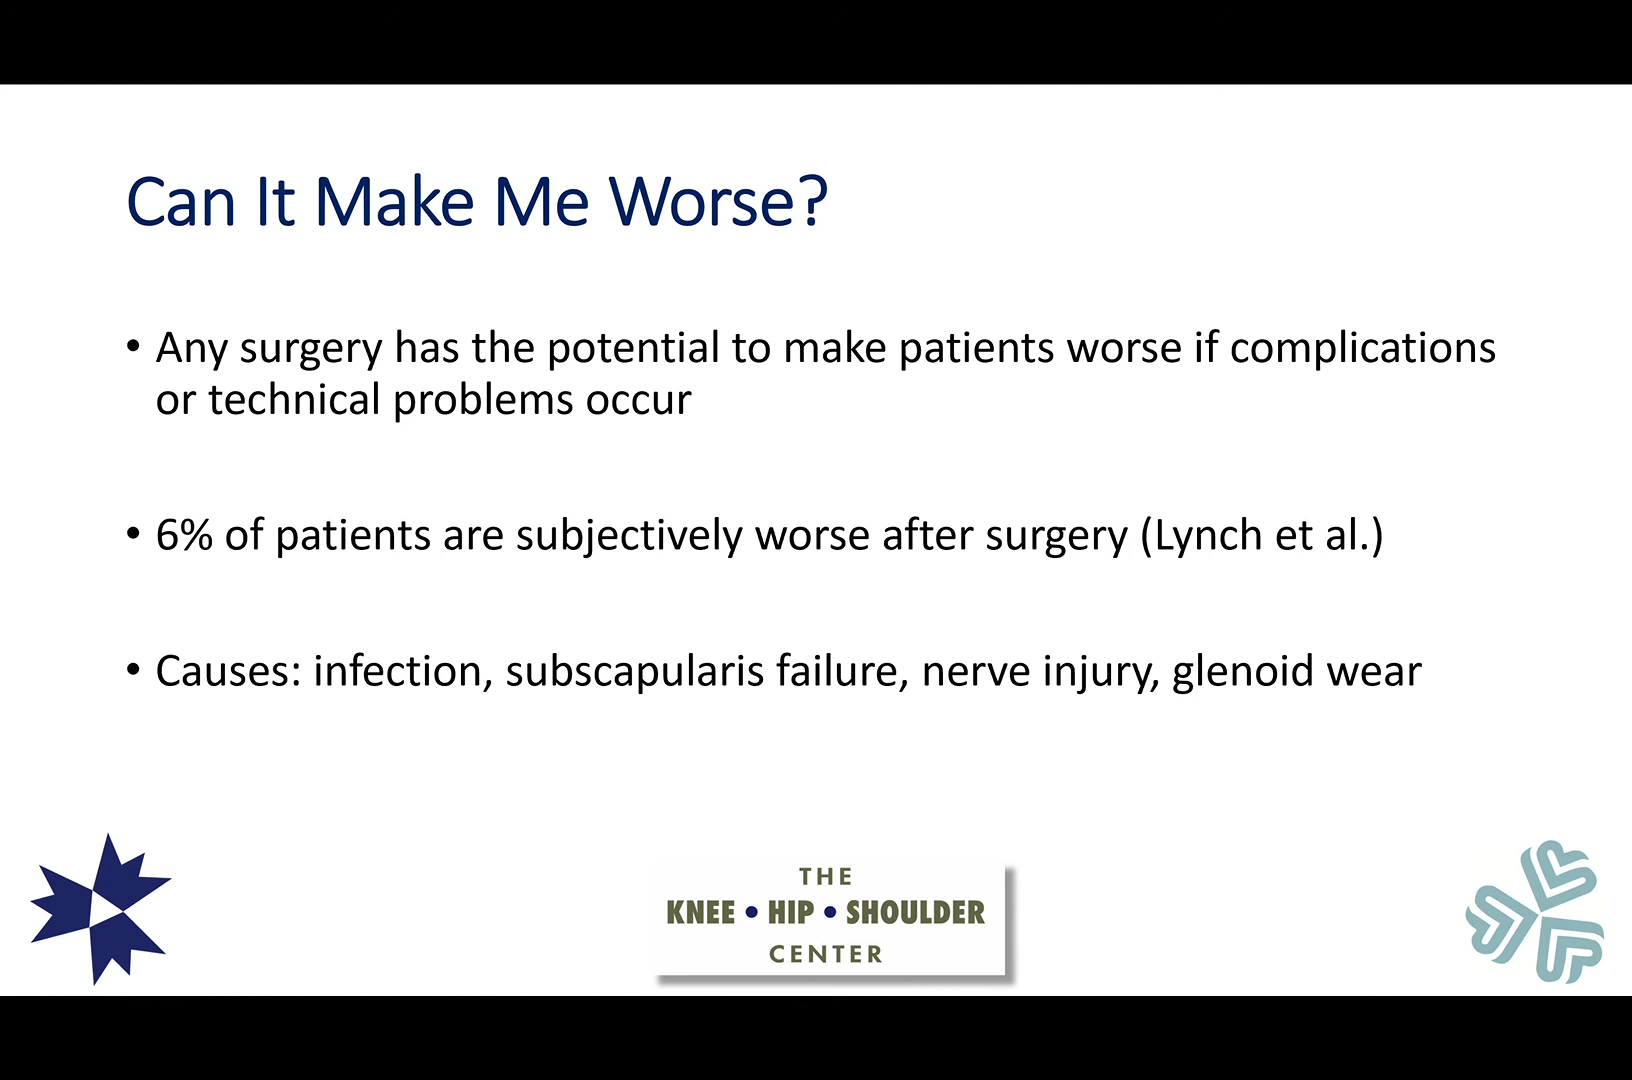 Can It Make Me Worse?
• Any surgery has the potential to make patients worse if complications
or technical problems occur
• 6% of patients are subjectively worse after surgery (Lynch et al.)
• Causes: infection, subscapularis failure, nerve injury, glenoid wear
THE
KNEE • HIP • SHOULDER
CENTER